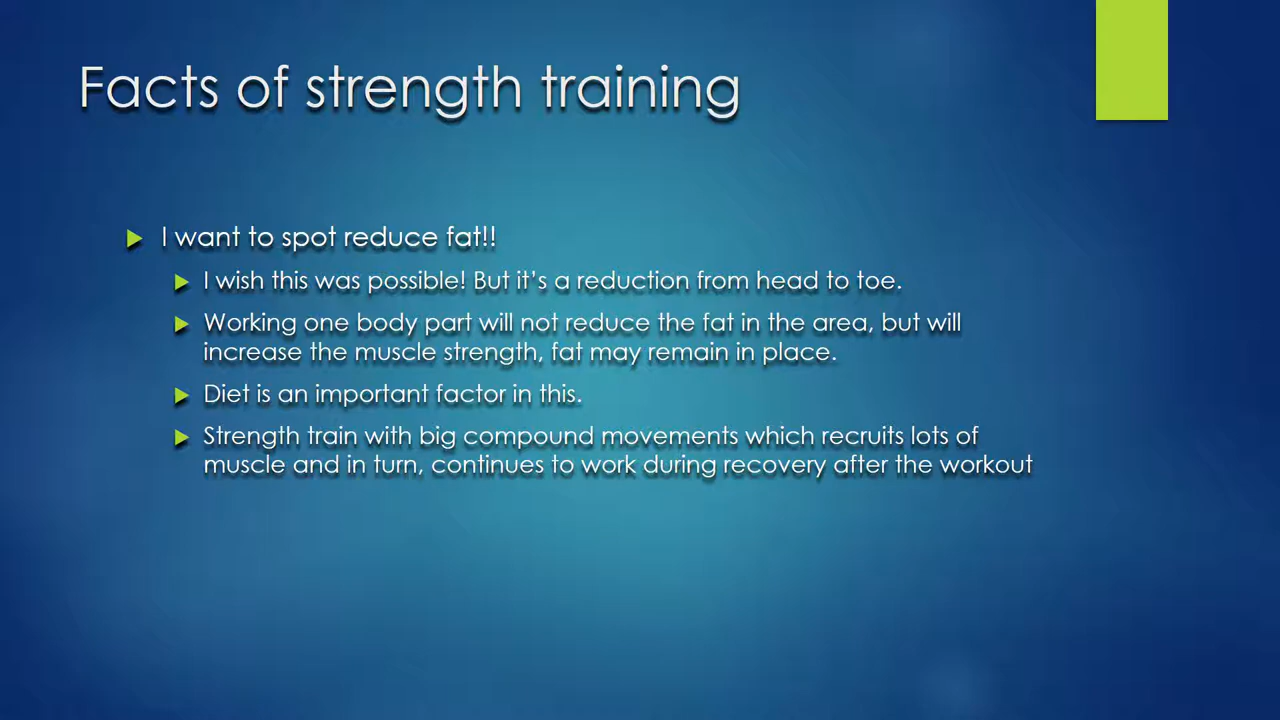 Facts of strength training
I want to spot reduce fat!!
I wish this was possible! But it’s a reduction from head to toe.
Working one body part will not reduce the fat in the area, but will
increase the muscle strength, fat may remain in place.
Diet is an important factor in this.
Strength train with big compound movements which recruits lots of
muscle and in turn, continues to work during recovery after the workout